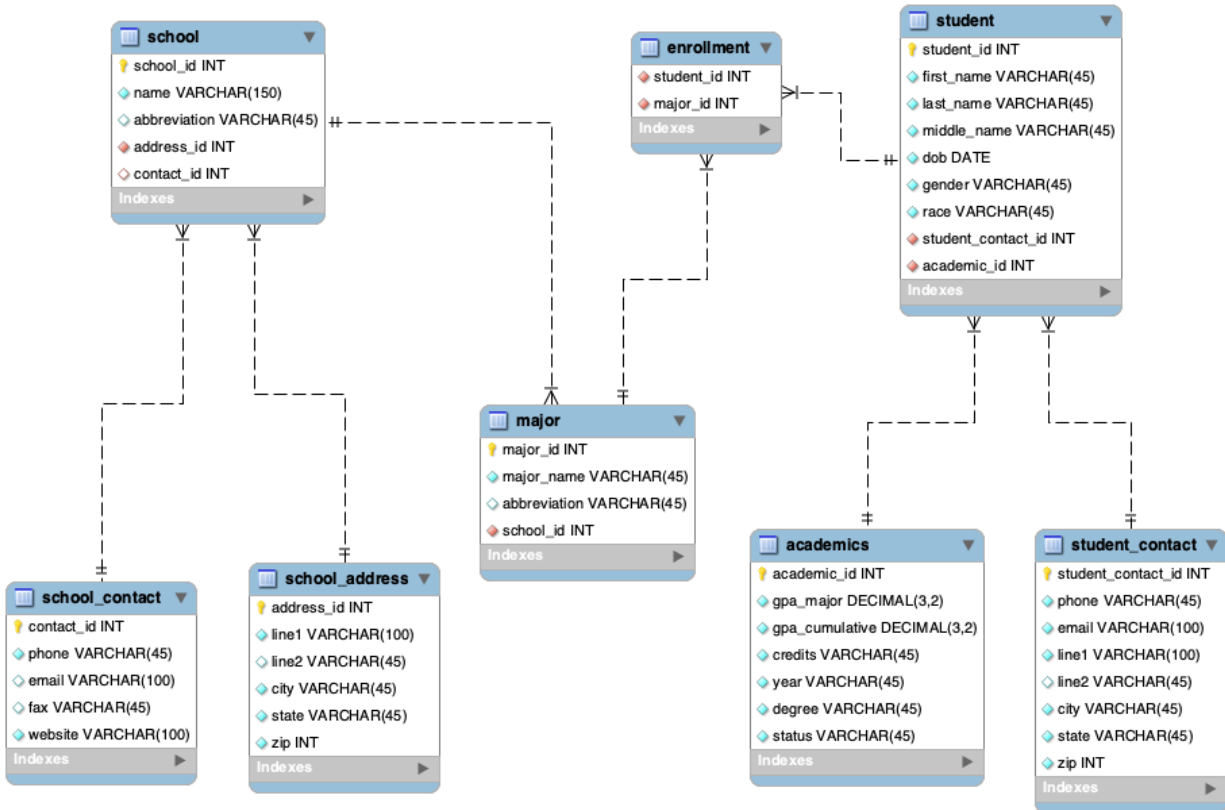 school
school_id INT
name VARCHAR(150)
abbreviation VARCHAR(45)
address_id INT
contact_id INT
Indexes
enrollment
student_id INT
major_id INT
Indexes
student
student_id INT
first_name VARCHAR(45)
last_name VARCHAR(45)
middle_name VARCHAR(45)
dob DATE
gender VARCHAR(45)
race VARCHAR(45)
student_contact_id INT
academic_id INT
Indexes
major
major_id INT
major_name VARCHAR(45)
abbreviation VARCHAR(45)
school_id INT
Indexes
school_contact
contact_id INT
phone VARCHAR(45)
email VARCHAR(100)
fax VARCHAR(45)
website VARCHAR(100)
Indexes
school_address
address_id INT
line1 VARCHAR(100)
line2 VARCHAR(45)
city VARCHAR(45)
state VARCHAR(45)
zip INT
Indexes
academics
academic_id INT
gpa_major DECIMAL(3,2)
gpa_cumulative DECIMAL(3,2)
credits VARCHAR(45)
year VARCHAR(45)
degree VARCHAR(45)
status VARCHAR(45)
Indexes
student_contact
student_contact_id INT
phone VARCHAR(45)
email VARCHAR(100)
line1 VARCHAR(100)
line2 VARCHAR(45)
city VARCHAR(45)
state VARCHAR(45)
zip INT
Indexes